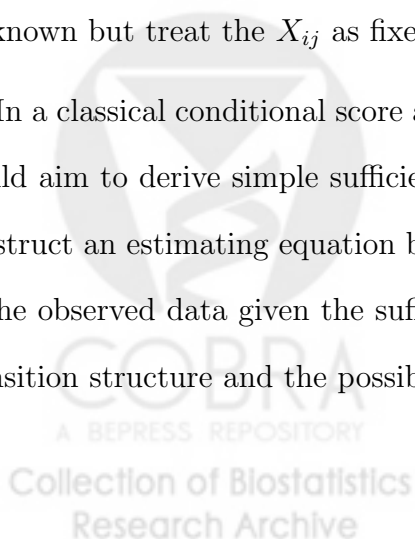 known but treat the X_{ij} as fixe
In a classical conditional score a
ld aim to derive simple sufficie
struct an estimating equation b
he observed data given the suf
nsition structure and the possib
COBRA
A BEPRESS REPOSITORY
Collection of Biostatistics
Research Archive